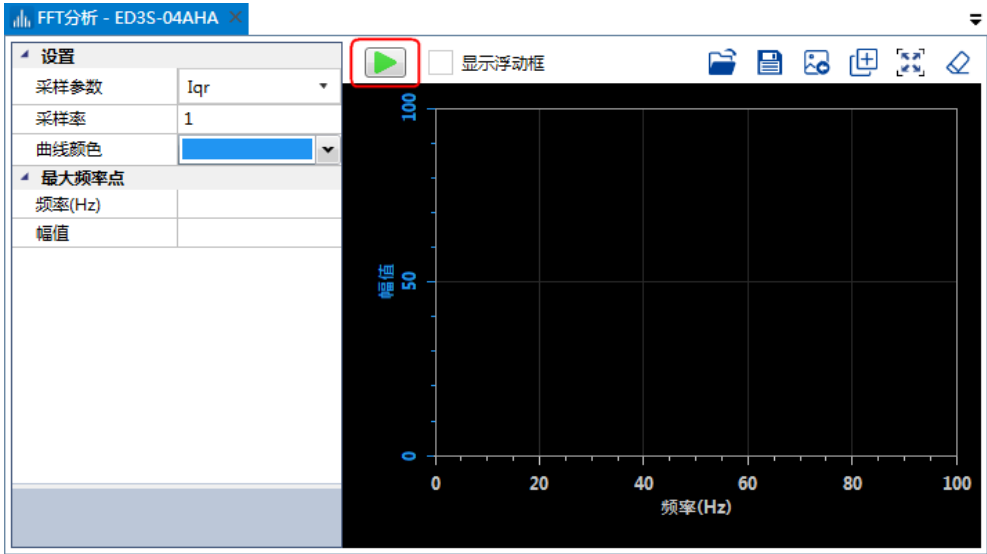 FFT分析 - ED3S-04AHA
设置
采样参数 Iqr
采样率 1
曲线颜色
最大频率点
频率(Hz)
幅值
显示浮动框
100
50
0
幅值
0 20 40 60 80 100
频率(Hz)